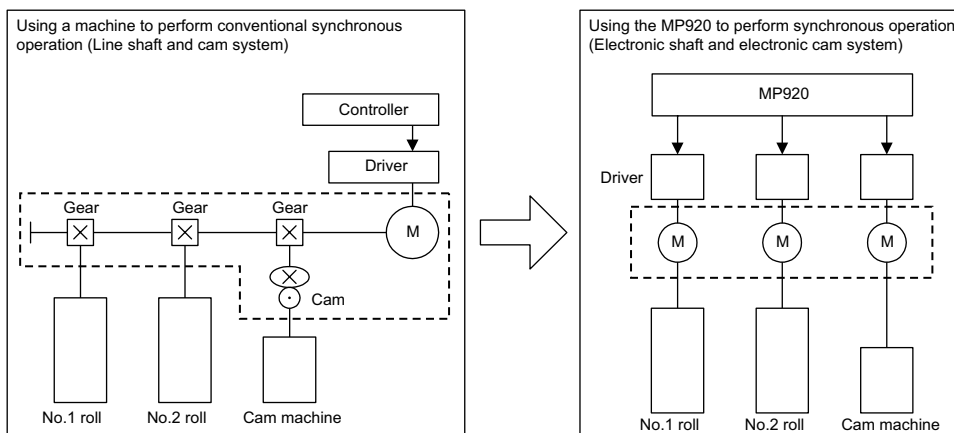 Using a machine to perform conventional synchronous
operation (Line shaft and cam system)
Controller
Driver
Gear
Gear
Gear
M
Cam
No.1 roll
No.2 roll
Cam machine
Using the MP920 to perform synchronous operation
(Electronic shaft and electronic cam system)
MP920
Driver
M
M
M
No.1 roll
No.2 roll
Cam machine